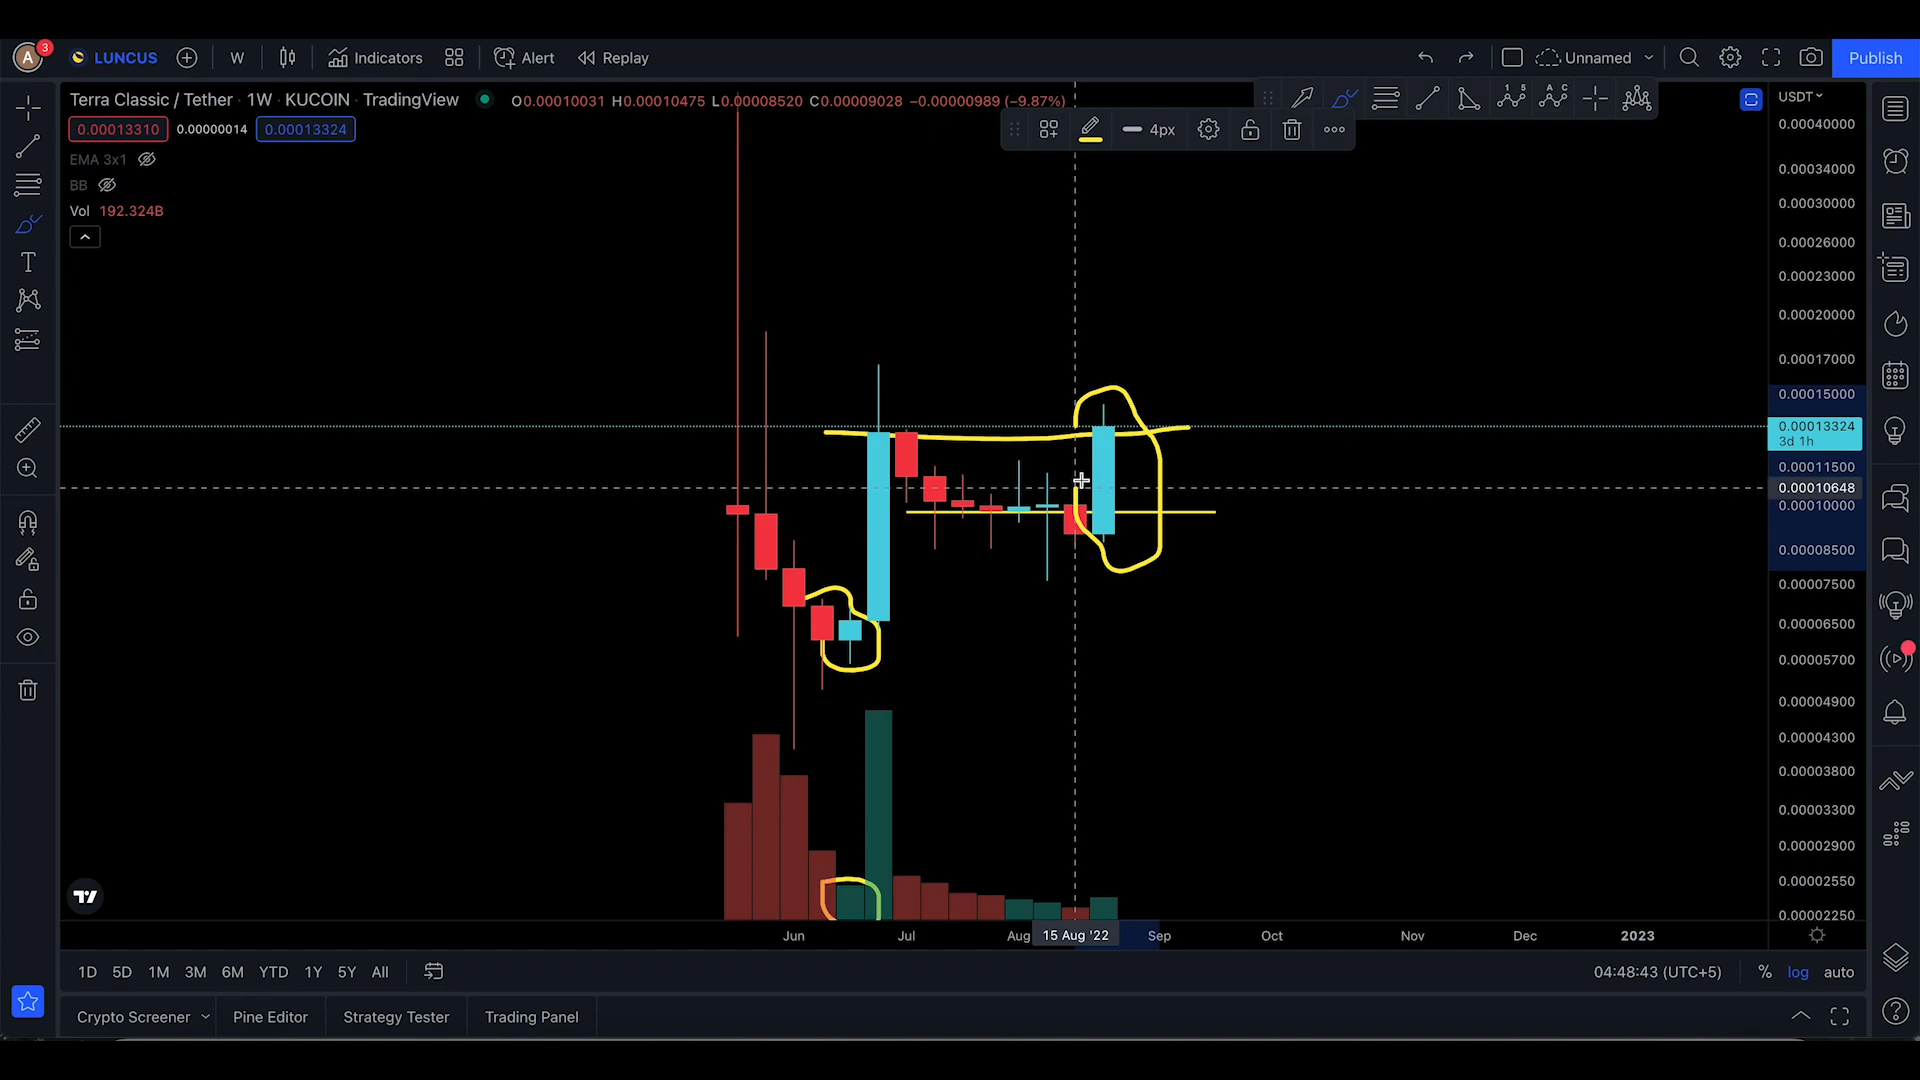 A 3 LUNCUS W Indicators Alert Replay Unnamed Publish
Terra Classic / Tether · 1W · KUCOIN · TradingView O0.00010031 H0.00010475 L0.00008520 C0.00009028 −0.00000989 (−9.87%) USDT
0.00013310 0.00000014 0.00013324 4px
EMA 3x1
BB
Vol 192.324B
0.00040000
0.00034000
0.00030000
0.00026000
0.00023000
0.00020000
0.00017000
0.00015000
0.00013324
3d 1h
0.00011500
0.00010648
0.00010000
0.00008500
0.00007500
0.00006500
0.00005700
0.00004900
0.00004300
0.00003800
0.00003300
0.00002900
0.00002550
0.00002250
Jun Jul Aug 15 Aug '22 Sep Oct Nov Dec 2023
1D 5D 1M 3M 6M YTD 1Y 5Y All 04:48:43 (UTC+5) % log auto
Crypto Screener Pine Editor Strategy Tester Trading Panel